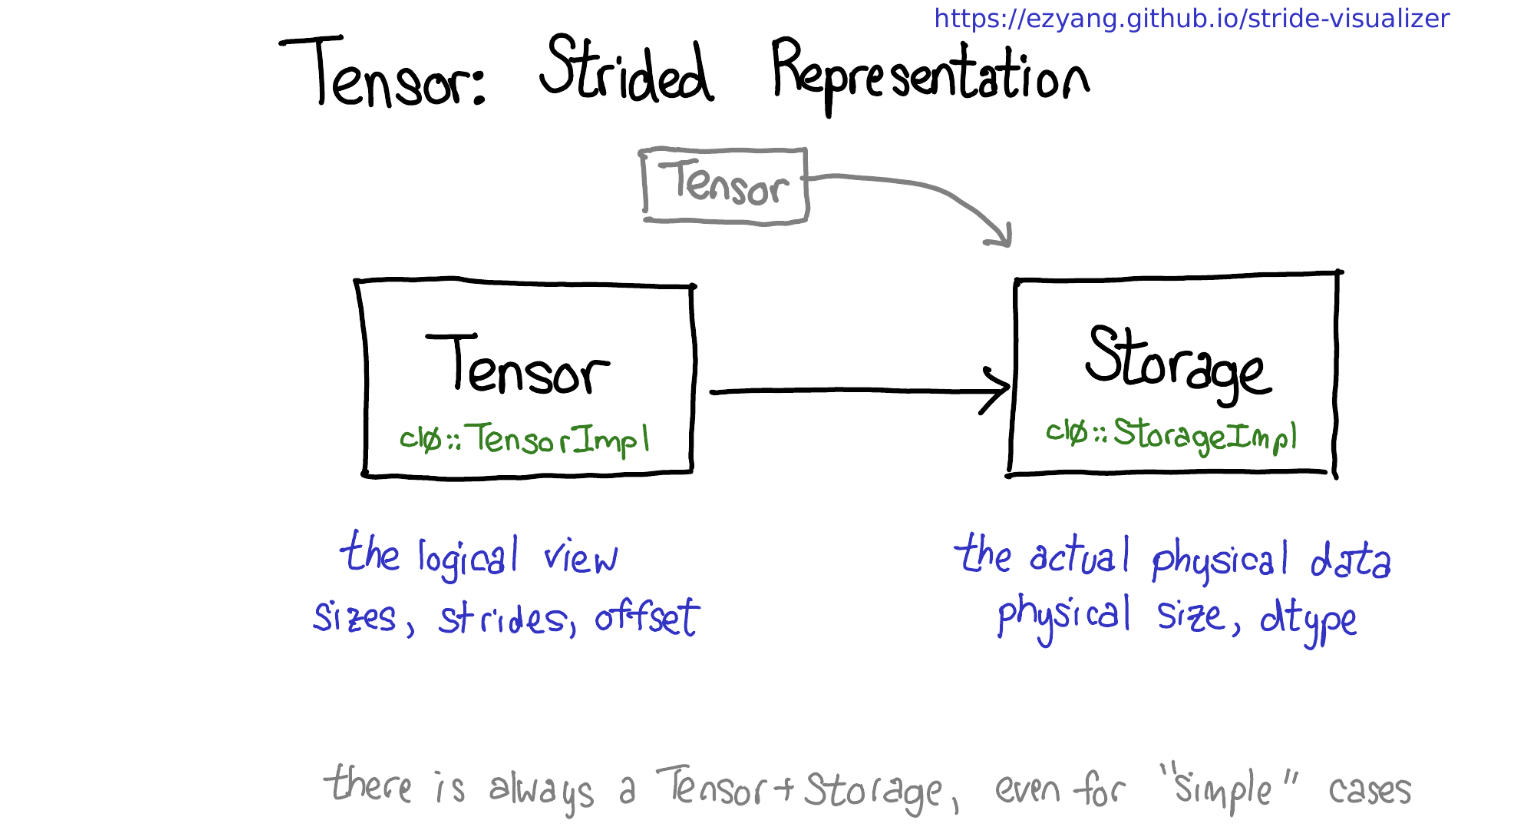 https://ezyang.github.io/stride-visualizer
Tensor: Strided Representation
Tensor
Tensor
c10::TensorImpl
Storage
c10::StorageImpl
the logical view
sizes, strides, offset
the actual physical data
physical size, dtype
there is always a Tensor+Storage, even for "simple" cases